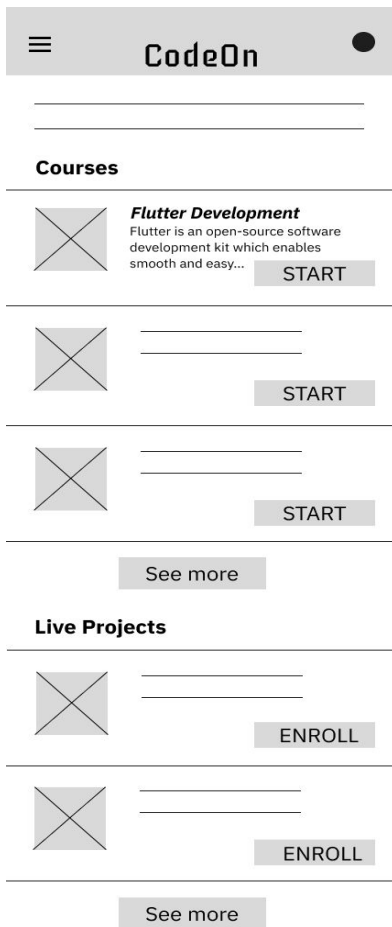 CodeOn
Courses
Flutter Development
Flutter is an open-source software
development kit which enables
smooth and easy...
START
START
START
See more
Live Projects
ENROLL
ENROLL
See more